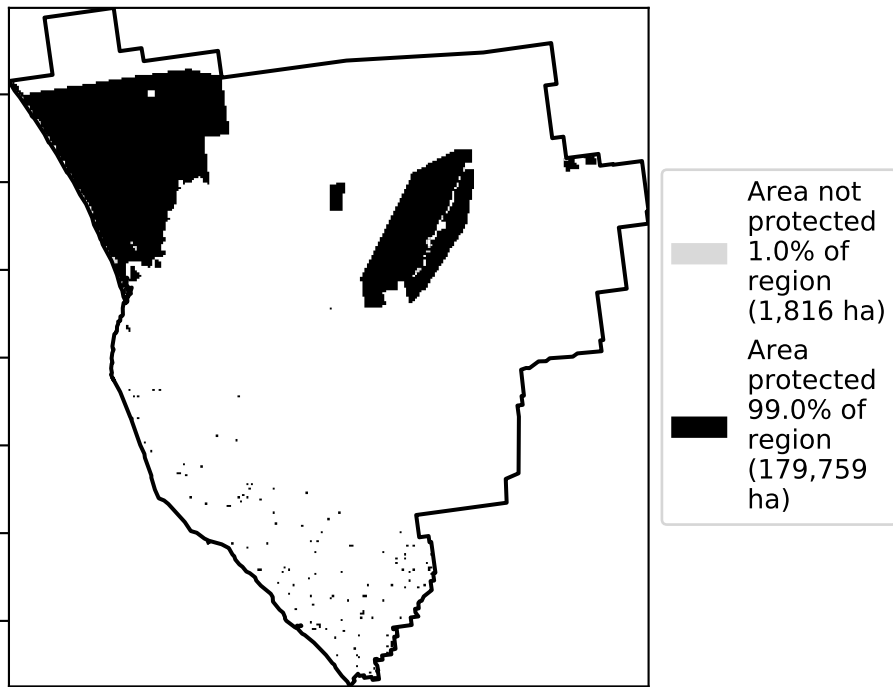 Area not
protected
1.0% of
region
(1,816 ha)
Area
protected
99.0% of
region
(179,759
ha)